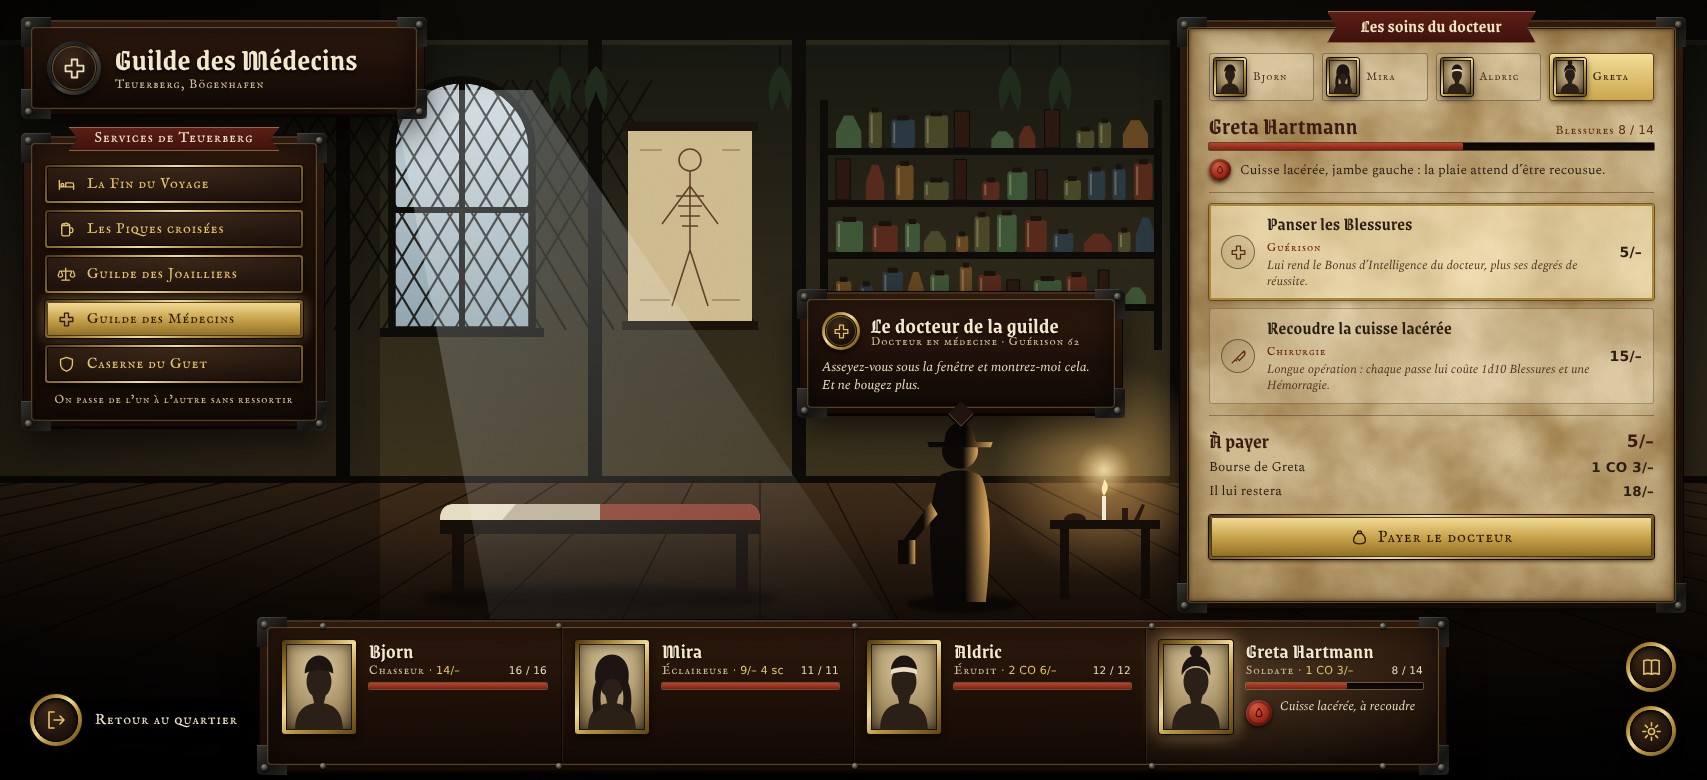 Guilde des Médecins
Teuerberg, Bögenhafen
Services de Teuerberg
La Fin du Voyage
Les Piques croisées
Guilde des Joailliers
Guilde des Médecins
Caserne du Guet
On passe de l'un à l'autre sans ressortir
Le docteur de la guilde
Docteur en médecine · Guérison 62
Asseyez-vous sous la fenêtre et montrez-moi cela.
Et ne bougez plus.
Les soins du docteur
Bjorn
Mira
Aldric
Greta
Greta Hartmann
Blessures 8 / 14
Cuisse lacérée, jambe gauche : la plaie attend d'être recousue.
Panser les Blessures
Guérison
5/–
Lui rend le Bonus d'Intelligence du docteur, plus ses degrés de
réussite.
Recoudre la cuisse lacérée
Chirurgie
15/–
Longue opération : chaque passe lui coûte 1d10 Blessures et une
Hémorragie.
À payer 5/–
Bourse de Greta 1 CO 3/–
Il lui restera 18/–
Payer le docteur
Bjorn
Chasseur · 14/– 16 / 16
Mira
Éclaireuse · 9/– 4 sc 11 / 11
Aldric
Érudit · 2 CO 6/– 12 / 12
Greta Hartmann
Soldate · 1 CO 3/– 8 / 14
Cuisse lacérée, à recoudre
Retour au quartier